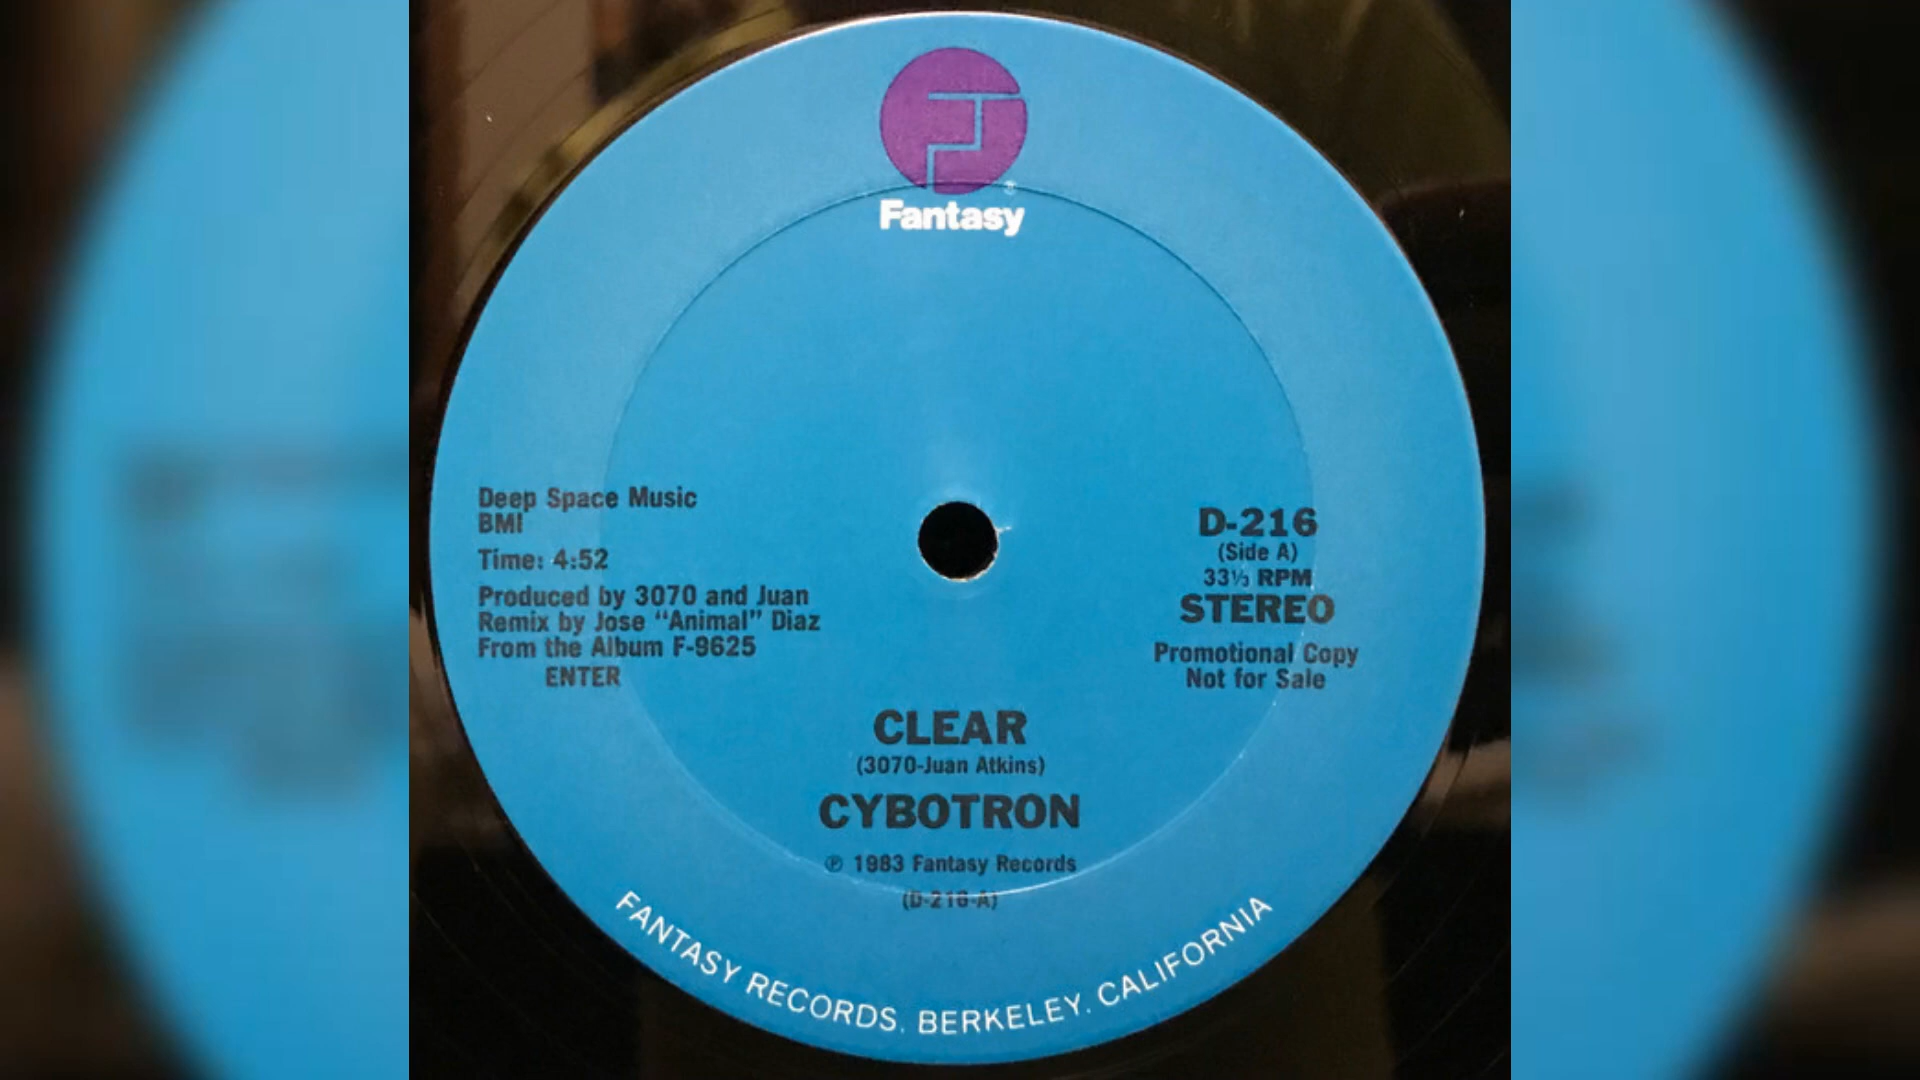 Fantasy
Deep Space Music
BMI
Time: 4:52
Produced by 3070 and Juan
Remix by Jose “Animal” Diaz
From the Album F-9625
ENTER
D-216
(Side A)
33⅓ RPM
STEREO
Promotional Copy
Not for Sale
CLEAR
(3070-Juan Atkins)
CYBOTRON
℗ 1983 Fantasy Records
(D-216-A)
FANTASY RECORDS, BERKELEY, CALIFORNIA